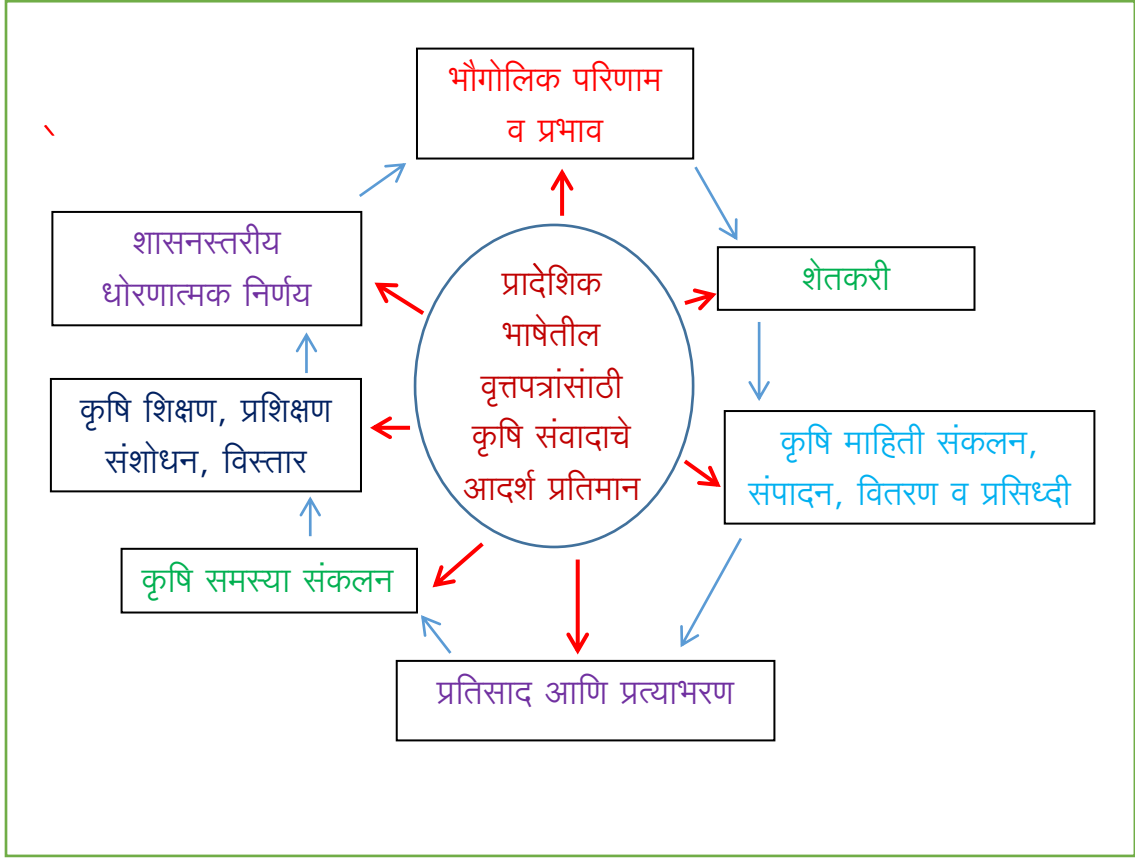 भौगोलिक परिणाम
व प्रभाव
शेतकरी
कृषि माहिती संकलन,
संपादन, वितरण व प्रसिध्दी
प्रतिसाद आणि प्रत्याभरण
कृषि समस्या संकलन
कृषि शिक्षण, प्रशिक्षण
संशोधन, विस्तार
शासनस्तरीय
धोरणात्मक निर्णय
प्रादेशिक
भाषेतील
वृत्तपत्रांसांठी
कृषि संवादाचे
आदर्श प्रतिमान